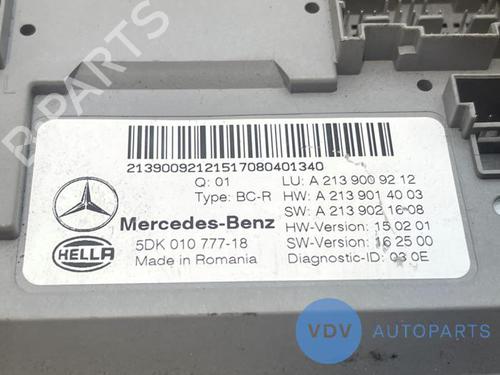 B-PARTS
21390092121517080401340
Q: 01
LU: A 213 900 92 12
Type: BC-R
HW: A 213 901 40 03
SW: A 213 902 16 08
Mercedes-Benz
HW-Version: 15 02 01
5DK 010 777-18
SW-Version: 16 25 00
HELLA
Made in Romania
Diagnostic-ID: 03 0E
VDV AUTOPARTS